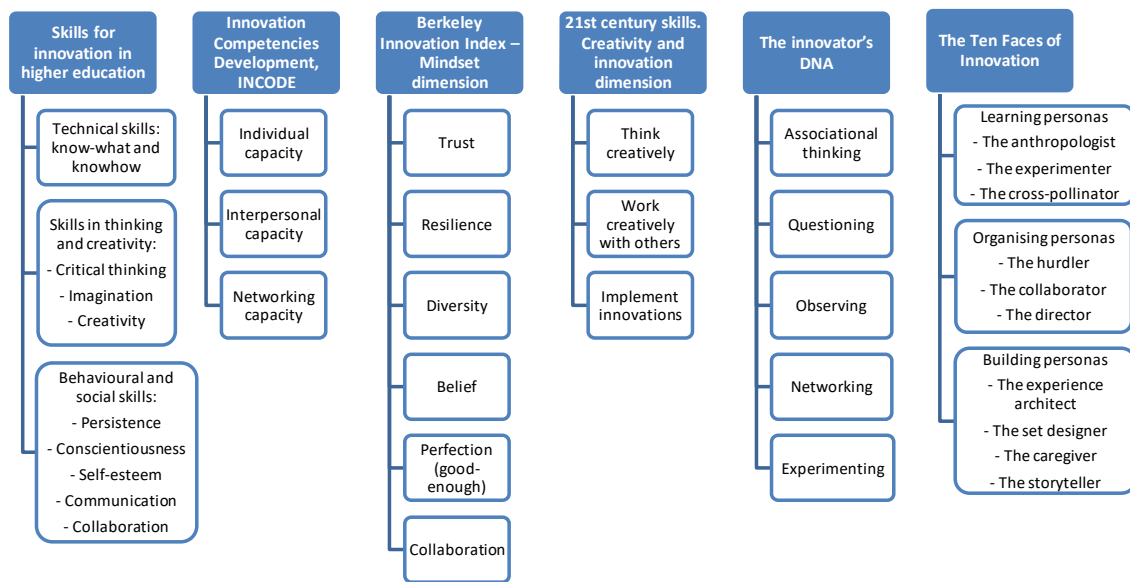 Skills for
innovation in
higher education
Technical skills:
know-what and
knowhow
Skills in thinking
and creativity:
- Critical thinking
- Imagination
- Creativity
Behavioural and
social skills:
- Persistence
- Conscientiousness
- Self-esteem
- Communication
- Collaboration
Innovation
Competencies
Development,
INCODE
Individual
capacity
Interpersonal
capacity
Networking
capacity
Berkeley
Innovation Index –
Mindset
dimension
Trust
Resilience
Diversity
Belief
Perfection
(good-
enough)
Collaboration
21st century skills.
Creativity and
innovation
dimension
Think
creatively
Work
creatively
with others
Implement
innovations
The innovator's
DNA
Associational
thinking
Questioning
Observing
Networking
Experimenting
The Ten Faces of
Innovation
Learning personas
- The anthropologist
- The experimenter
- The cross-pollinator
Organising personas
- The hurdler
- The collaborator
- The director
Building personas
- The experience
architect
- The set designer
- The caregiver
- The storyteller